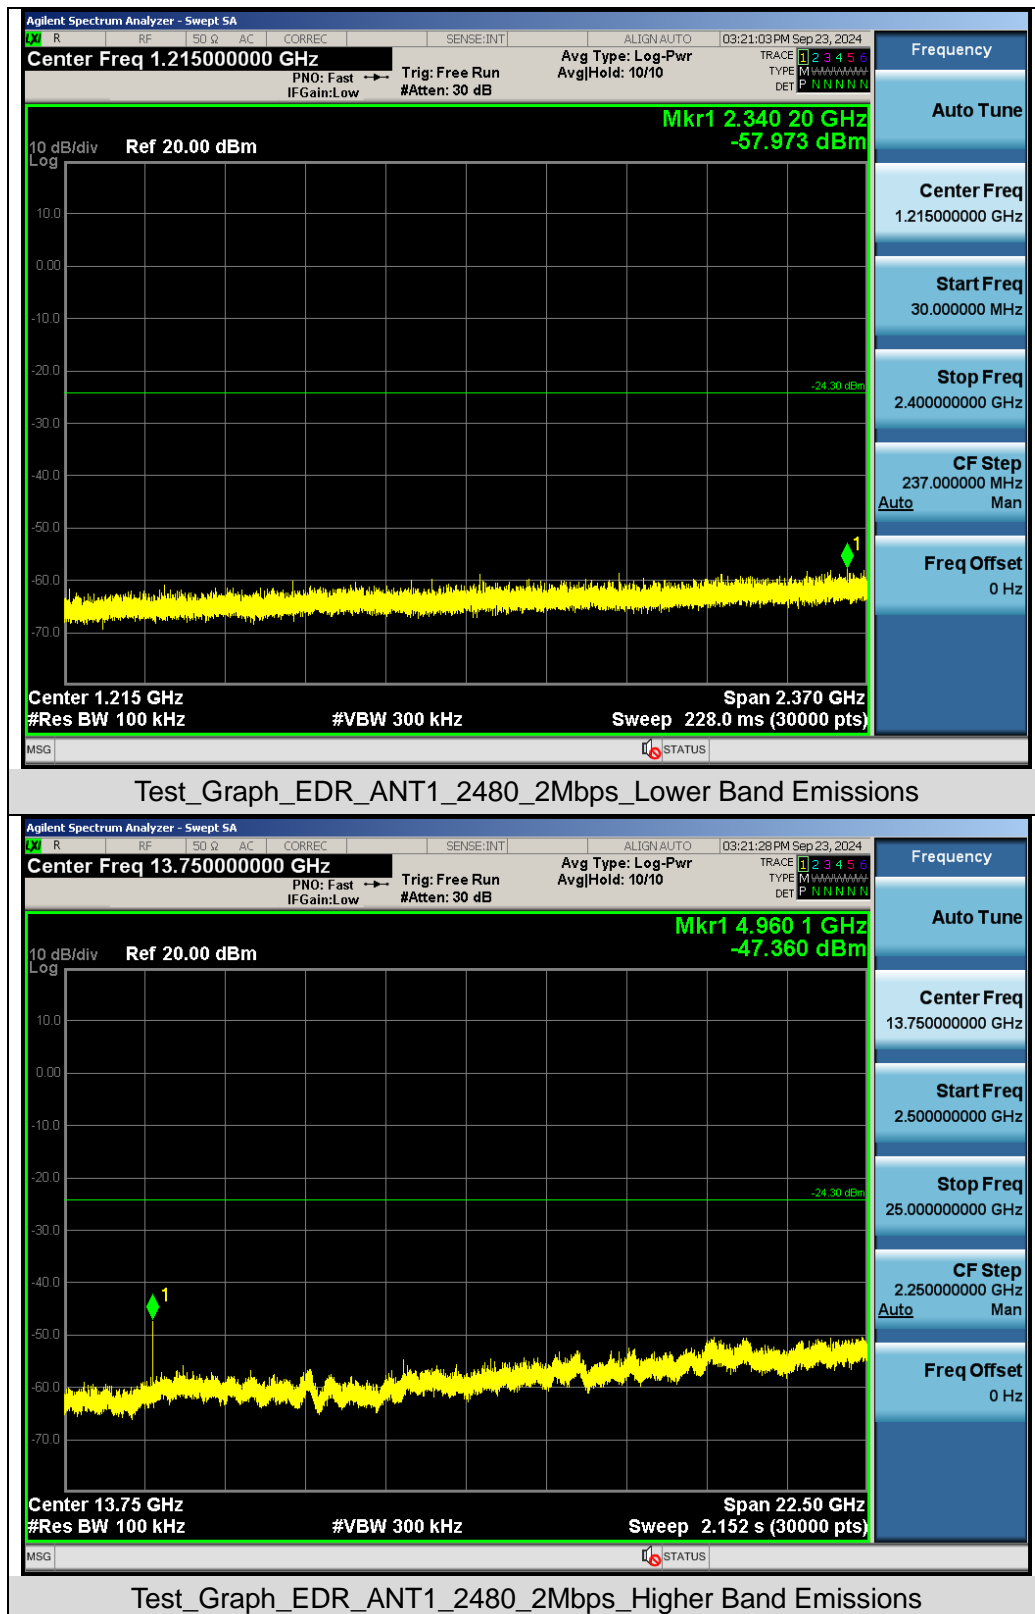 Agilent Spectrum Analyzer - Swept SA
LXI R RF 50 Ω AC CORREC SENSE:INT ALIGN AUTO 03:21:03 PM Sep 23, 2024
Center Freq 1.215000000 GHz
PNO: Fast
IFGain:Low
Trig: Free Run
#Atten: 30 dB
Avg Type: Log-Pwr
Avg|Hold: 10/10
TRACE 1 2 3 4 5 6
TYPE M W W W W W
DET P N N N N N
Frequency
Auto Tune
Mkr1 2.340 20 GHz
-57.973 dBm
10 dB/div Ref 20.00 dBm
Log
10.0
0.00
-10.0
-20.0
-24.30 dBm
-30.0
-40.0
-50.0
1
-60.0
-70.0
Center Freq
1.215000000 GHz
Start Freq
30.000000 MHz
Stop Freq
2.400000000 GHz
CF Step
237.000000 MHz
Auto Man
Freq Offset
0 Hz
Center 1.215 GHz Span 2.370 GHz
#Res BW 100 kHz #VBW 300 kHz Sweep 228.0 ms (30000 pts)
MSG STATUS
Test_Graph_EDR_ANT1_2480_2Mbps_Lower Band Emissions
Agilent Spectrum Analyzer - Swept SA
LXI R RF 50 Ω AC CORREC SENSE:INT ALIGN AUTO 03:21:28 PM Sep 23, 2024
Center Freq 13.750000000 GHz
PNO: Fast
IFGain:Low
Trig: Free Run
#Atten: 30 dB
Avg Type: Log-Pwr
Avg|Hold: 10/10
TRACE 1 2 3 4 5 6
TYPE M W W W W W
DET P N N N N N
Frequency
Auto Tune
Mkr1 4.960 1 GHz
-47.360 dBm
10 dB/div Ref 20.00 dBm
Log
10.0
0.00
-10.0
-20.0
-24.30 dBm
-30.0
-40.0
1
-50.0
-60.0
-70.0
Center Freq
13.750000000 GHz
Start Freq
2.500000000 GHz
Stop Freq
25.000000000 GHz
CF Step
2.250000000 GHz
Auto Man
Freq Offset
0 Hz
Center 13.75 GHz Span 22.50 GHz
#Res BW 100 kHz #VBW 300 kHz Sweep 2.152 s (30000 pts)
MSG STATUS
Test_Graph_EDR_ANT1_2480_2Mbps_Higher Band Emissions